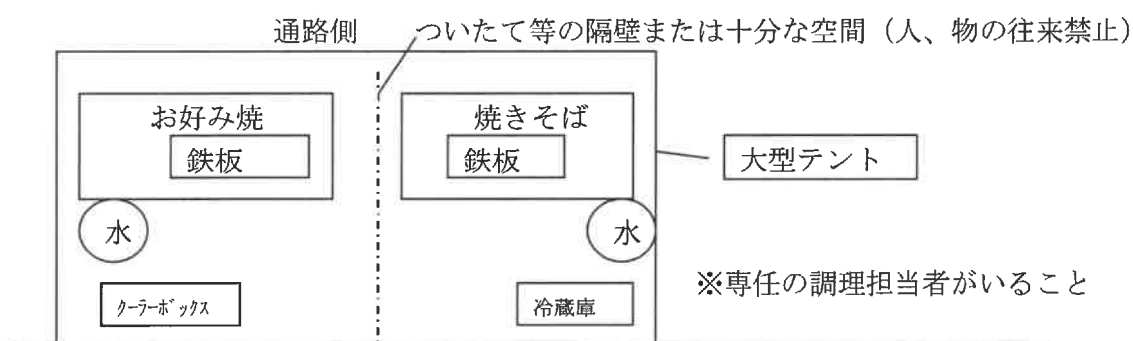 通路側
ついたて等の隔壁または十分な空間（人、物の往来禁止）
お好み焼
鉄板
焼きそば
鉄板
大型テント
水
水
※専任の調理担当者がいること
ｸｰﾗｰﾎﾞｯｸｽ
冷蔵庫